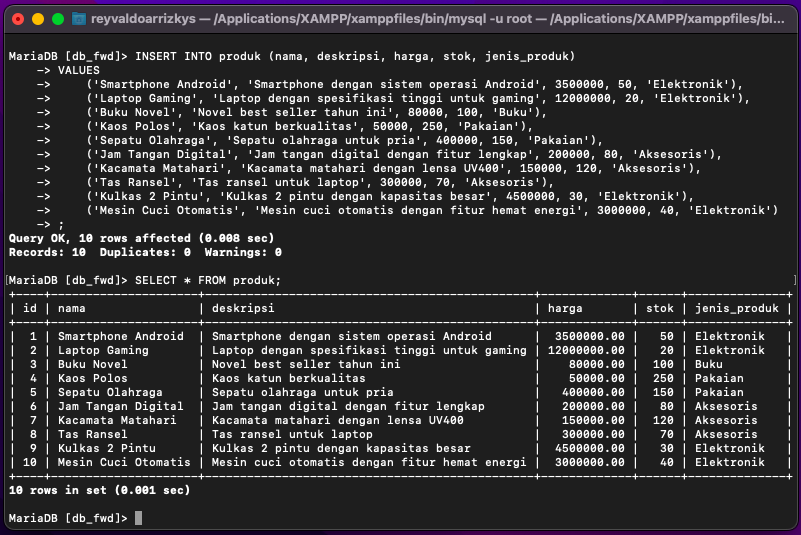 reyvaldoarrizkys — /Applications/XAMPP/xamppfiles/bin/mysql -u root — /Applications/XAMPP/xamppfiles/bi...
MariaDB [db_fwd]> INSERT INTO produk (nama, deskripsi, harga, stok, jenis_produk)
    -> VALUES
    ->     ('Smartphone Android', 'Smartphone dengan sistem operasi Android', 3500000, 50, 'Elektronik'),
    ->     ('Laptop Gaming', 'Laptop dengan spesifikasi tinggi untuk gaming', 12000000, 20, 'Elektronik'),
    ->     ('Buku Novel', 'Novel best seller tahun ini', 80000, 100, 'Buku'),
    ->     ('Kaos Polos', 'Kaos katun berkualitas', 50000, 250, 'Pakaian'),
    ->     ('Sepatu Olahraga', 'Sepatu olahraga untuk pria', 400000, 150, 'Pakaian'),
    ->     ('Jam Tangan Digital', 'Jam tangan digital dengan fitur lengkap', 200000, 80, 'Aksesoris'),
    ->     ('Kacamata Matahari', 'Kacamata matahari dengan lensa UV400', 150000, 120, 'Aksesoris'),
    ->     ('Tas Ransel', 'Tas ransel untuk laptop', 300000, 70, 'Aksesoris'),
    ->     ('Kulkas 2 Pintu', 'Kulkas 2 pintu dengan kapasitas besar', 4500000, 30, 'Elektronik'),
    ->     ('Mesin Cuci Otomatis', 'Mesin cuci otomatis dengan fitur hemat energi', 3000000, 40, 'Elektronik')
    -> ;
Query OK, 10 rows affected (0.008 sec)
Records: 10  Duplicates: 0  Warnings: 0
[MariaDB [db_fwd]> SELECT * FROM produk; ]
+----+---------------------+-----------------------------------------------+-------------+------+--------------+
| id | nama                | deskripsi                                     | harga       | stok | jenis_produk |
+----+---------------------+-----------------------------------------------+-------------+------+--------------+
|  1 | Smartphone Android  | Smartphone dengan sistem operasi Android      |  3500000.00 |   50 | Elektronik   |
|  2 | Laptop Gaming       | Laptop dengan spesifikasi tinggi untuk gaming | 12000000.00 |   20 | Elektronik   |
|  3 | Buku Novel          | Novel best seller tahun ini                   |    80000.00 |  100 | Buku         |
|  4 | Kaos Polos          | Kaos katun berkualitas                        |    50000.00 |  250 | Pakaian      |
|  5 | Sepatu Olahraga     | Sepatu olahraga untuk pria                    |   400000.00 |  150 | Pakaian      |
|  6 | Jam Tangan Digital  | Jam tangan digital dengan fitur lengkap       |   200000.00 |   80 | Aksesoris    |
|  7 | Kacamata Matahari   | Kacamata matahari dengan lensa UV400          |   150000.00 |  120 | Aksesoris    |
|  8 | Tas Ransel          | Tas ransel untuk laptop                       |   300000.00 |   70 | Aksesoris    |
|  9 | Kulkas 2 Pintu      | Kulkas 2 pintu dengan kapasitas besar         |  4500000.00 |   30 | Elektronik   |
| 10 | Mesin Cuci Otomatis | Mesin cuci otomatis dengan fitur hemat energi |  3000000.00 |   40 | Elektronik   |
+----+---------------------+-----------------------------------------------+-------------+------+--------------+
10 rows in set (0.001 sec)
MariaDB [db_fwd]>